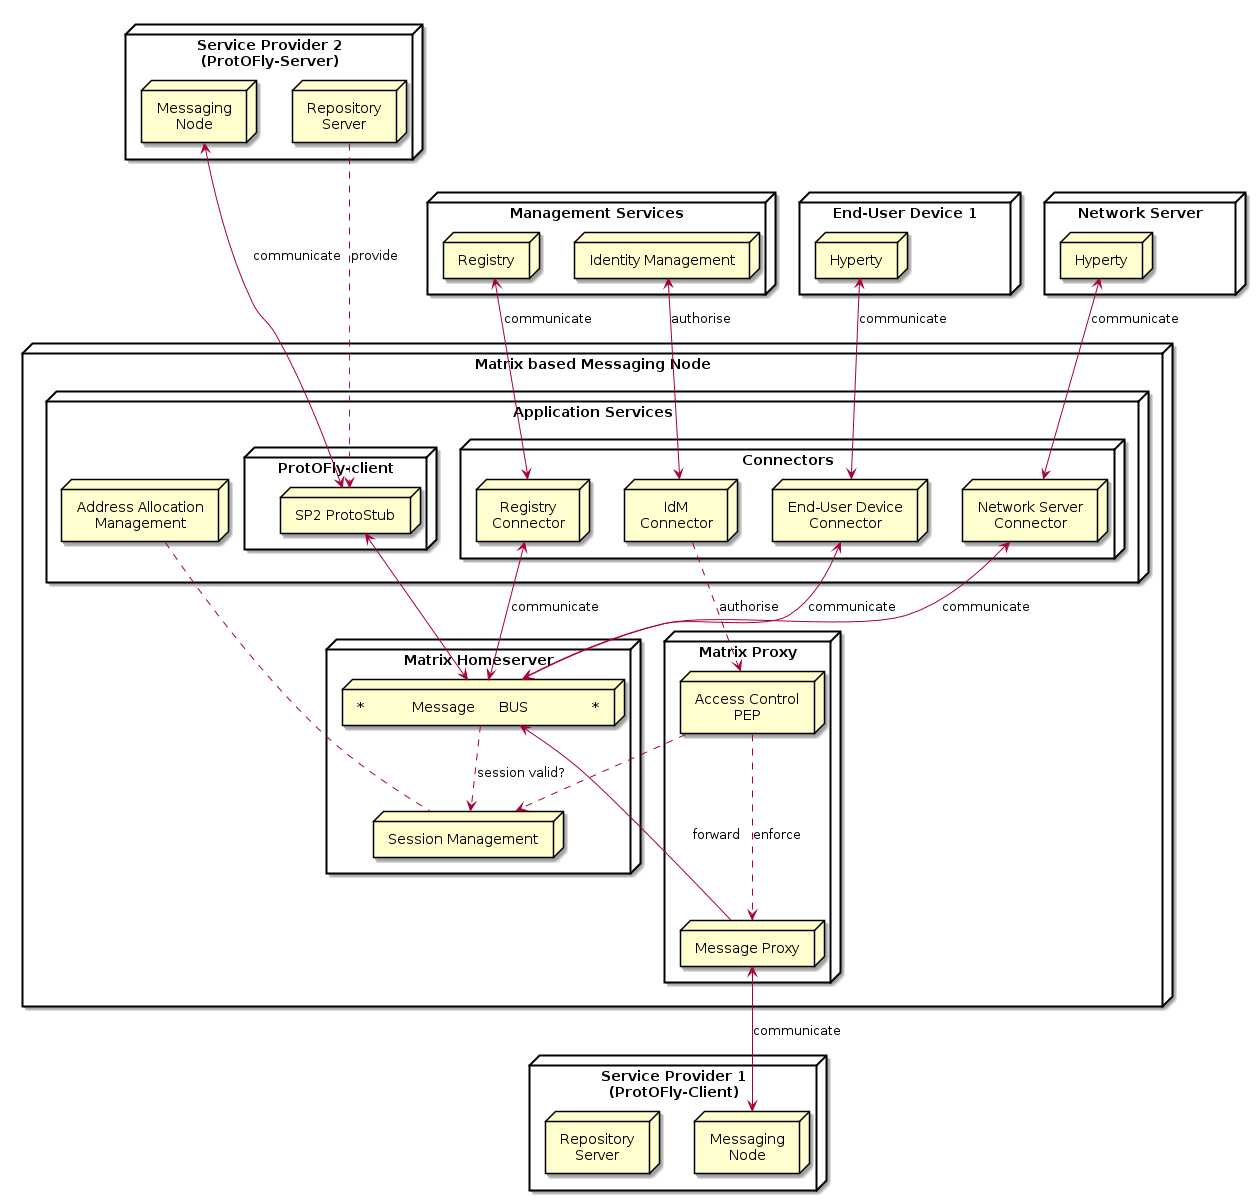 Service Provider 2
(ProtOFly-Server)
Messaging
Node
Repository
Server
communicate
provide
Management Services
Registry
Identity Management
End-User Device 1
Hyperty
Network Server
Hyperty
communicate
authorise
communicate
communicate
Matrix based Messaging Node
Application Services
ProtOFly-client
SP2 ProtoStub
Address Allocation
Management
Connectors
Registry
Connector
IdM
Connector
End-User Device
Connector
Network Server
Connector
communicate
authorise
communicate
communicate
Matrix Homeserver
* Message BUS *
session valid?
Session Management
Matrix Proxy
Access Control
PEP
forward
enforce
Message Proxy
communicate
Service Provider 1
(ProtOFly-Client)
Repository
Server
Messaging
Node